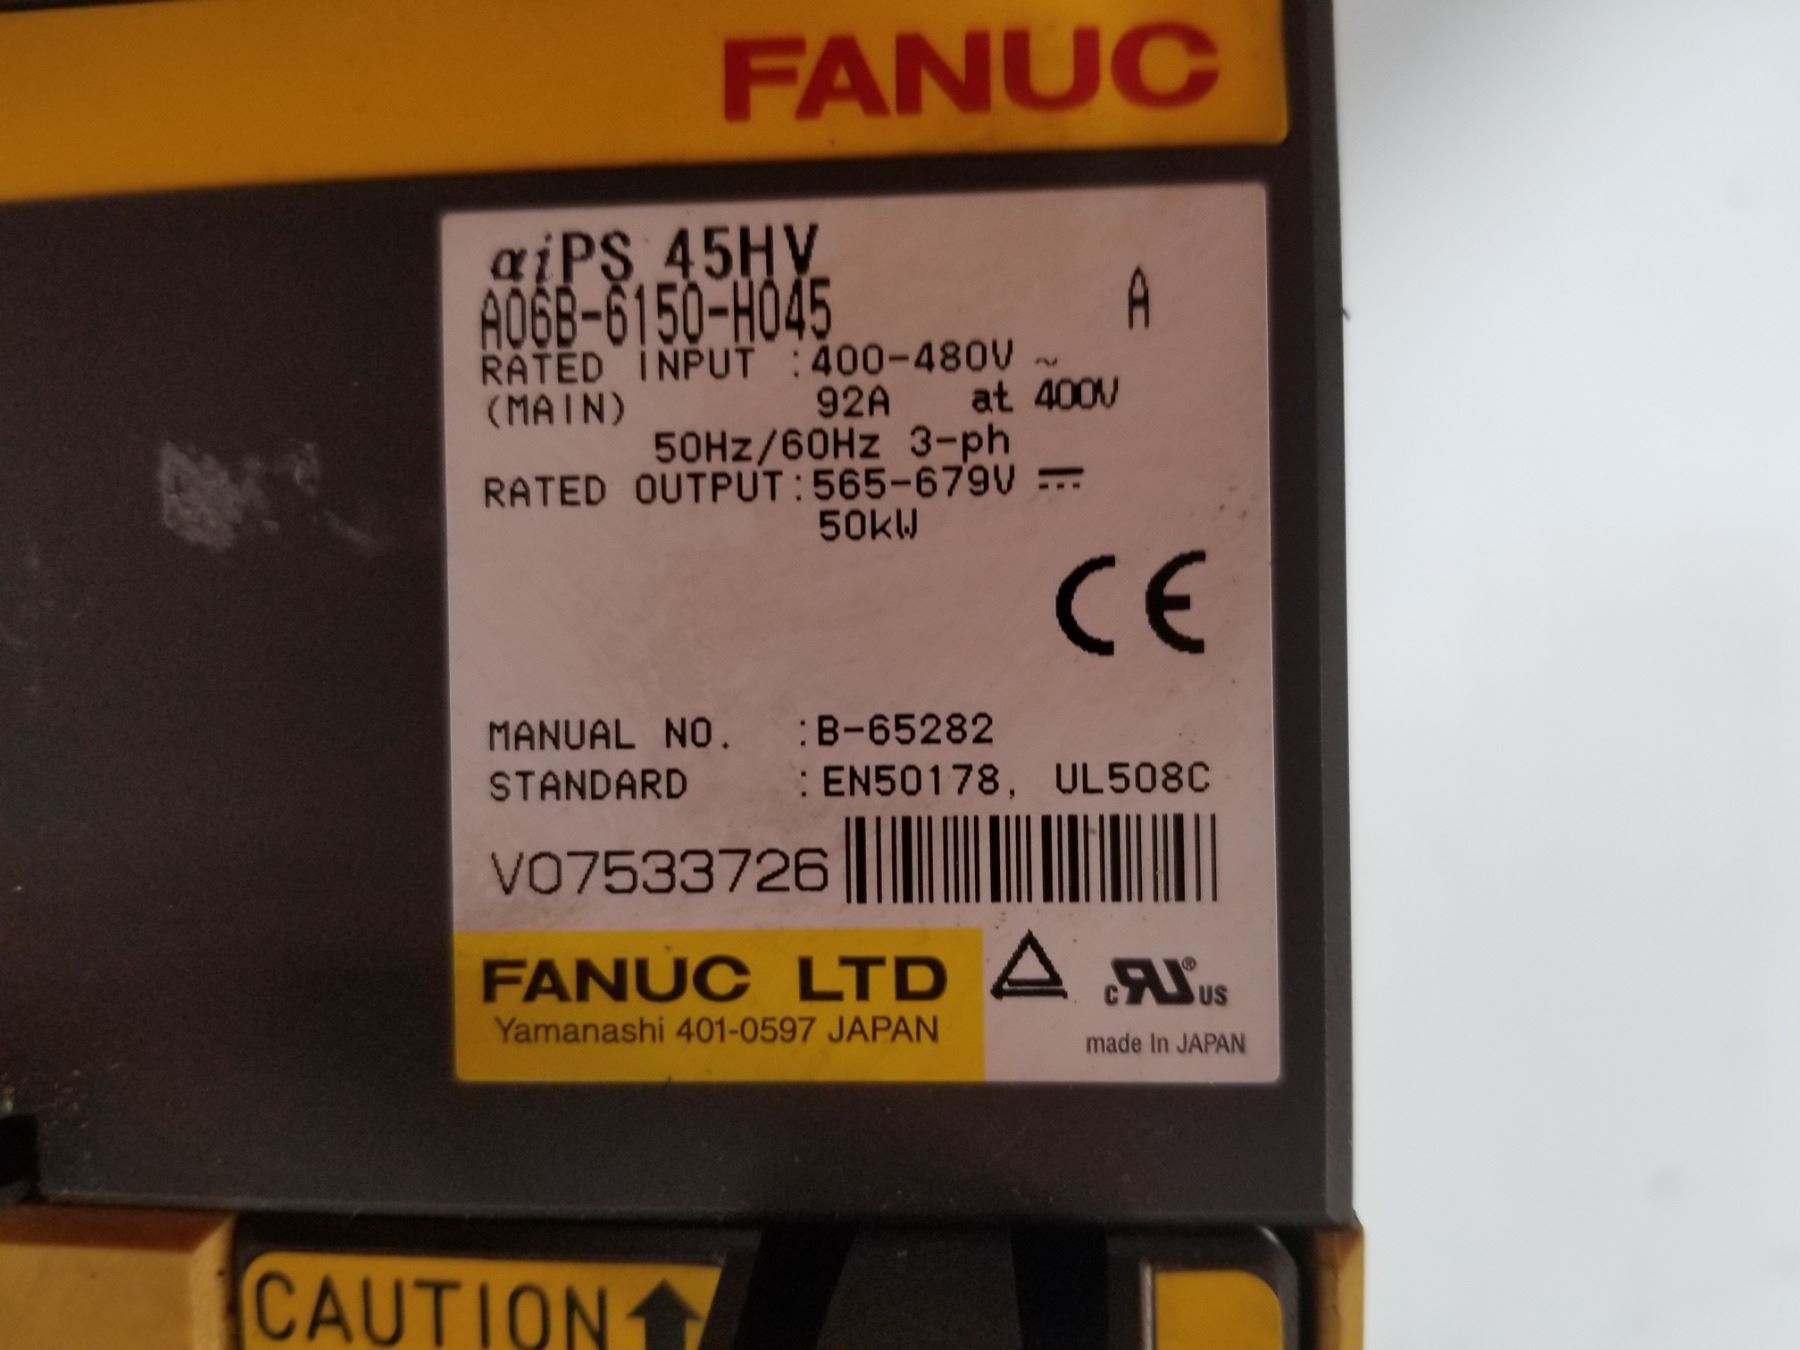 FANUC
αiPS 45HV
A06B-6150-H045 A
RATED INPUT :400-480V ~
(MAIN) 92A at 400V
50Hz/60Hz 3-ph
RATED OUTPUT:565-679V ⎓
50kW
CE
MANUAL NO. :B-65282
STANDARD :EN50178, UL508C
V07533726
FANUC LTD
Yamanashi 401-0597 JAPAN
c RU® US
made In JAPAN
CAUTION